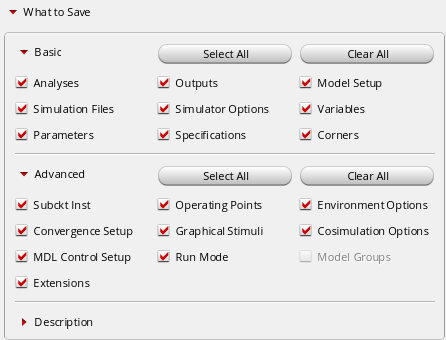 What to Save
Basic Select All Clear All
Analyses Outputs Model Setup
Simulation Files Simulator Options Variables
Parameters Specifications Corners
Advanced Select All Clear All
Subckt Inst Operating Points Environment Options
Convergence Setup Graphical Stimuli Cosimulation Options
MDL Control Setup Run Mode Model Groups
Extensions
Description